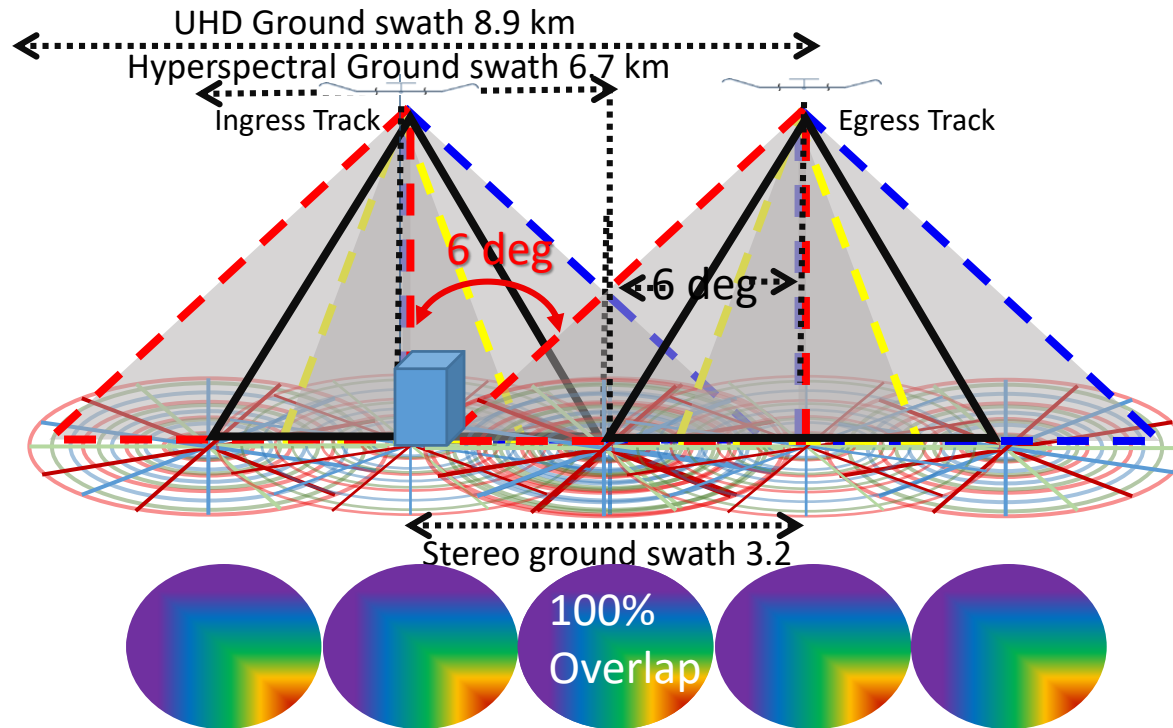 UHD Ground swath 8.9 km
Hyperspectral Ground swath 6.7 km
Ingress Track
Egress Track
6 deg
6 deg
Stereo ground swath 3.2
100%
Overlap